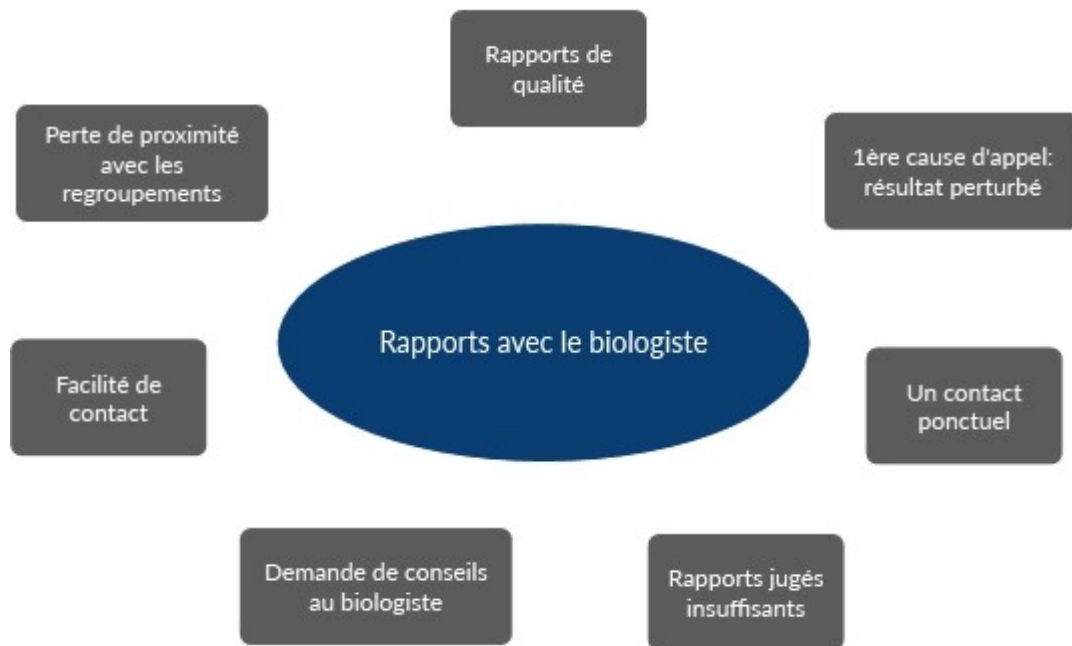 Rapports de
qualité
Perte de proximité
avec les
regroupements
1ère cause d'appel:
résultat perturbé
Rapports avec le biologiste
Facilité de
contact
Un contact
ponctuel
Demande de conseils
au biologiste
Rapports jugés
insuffisants